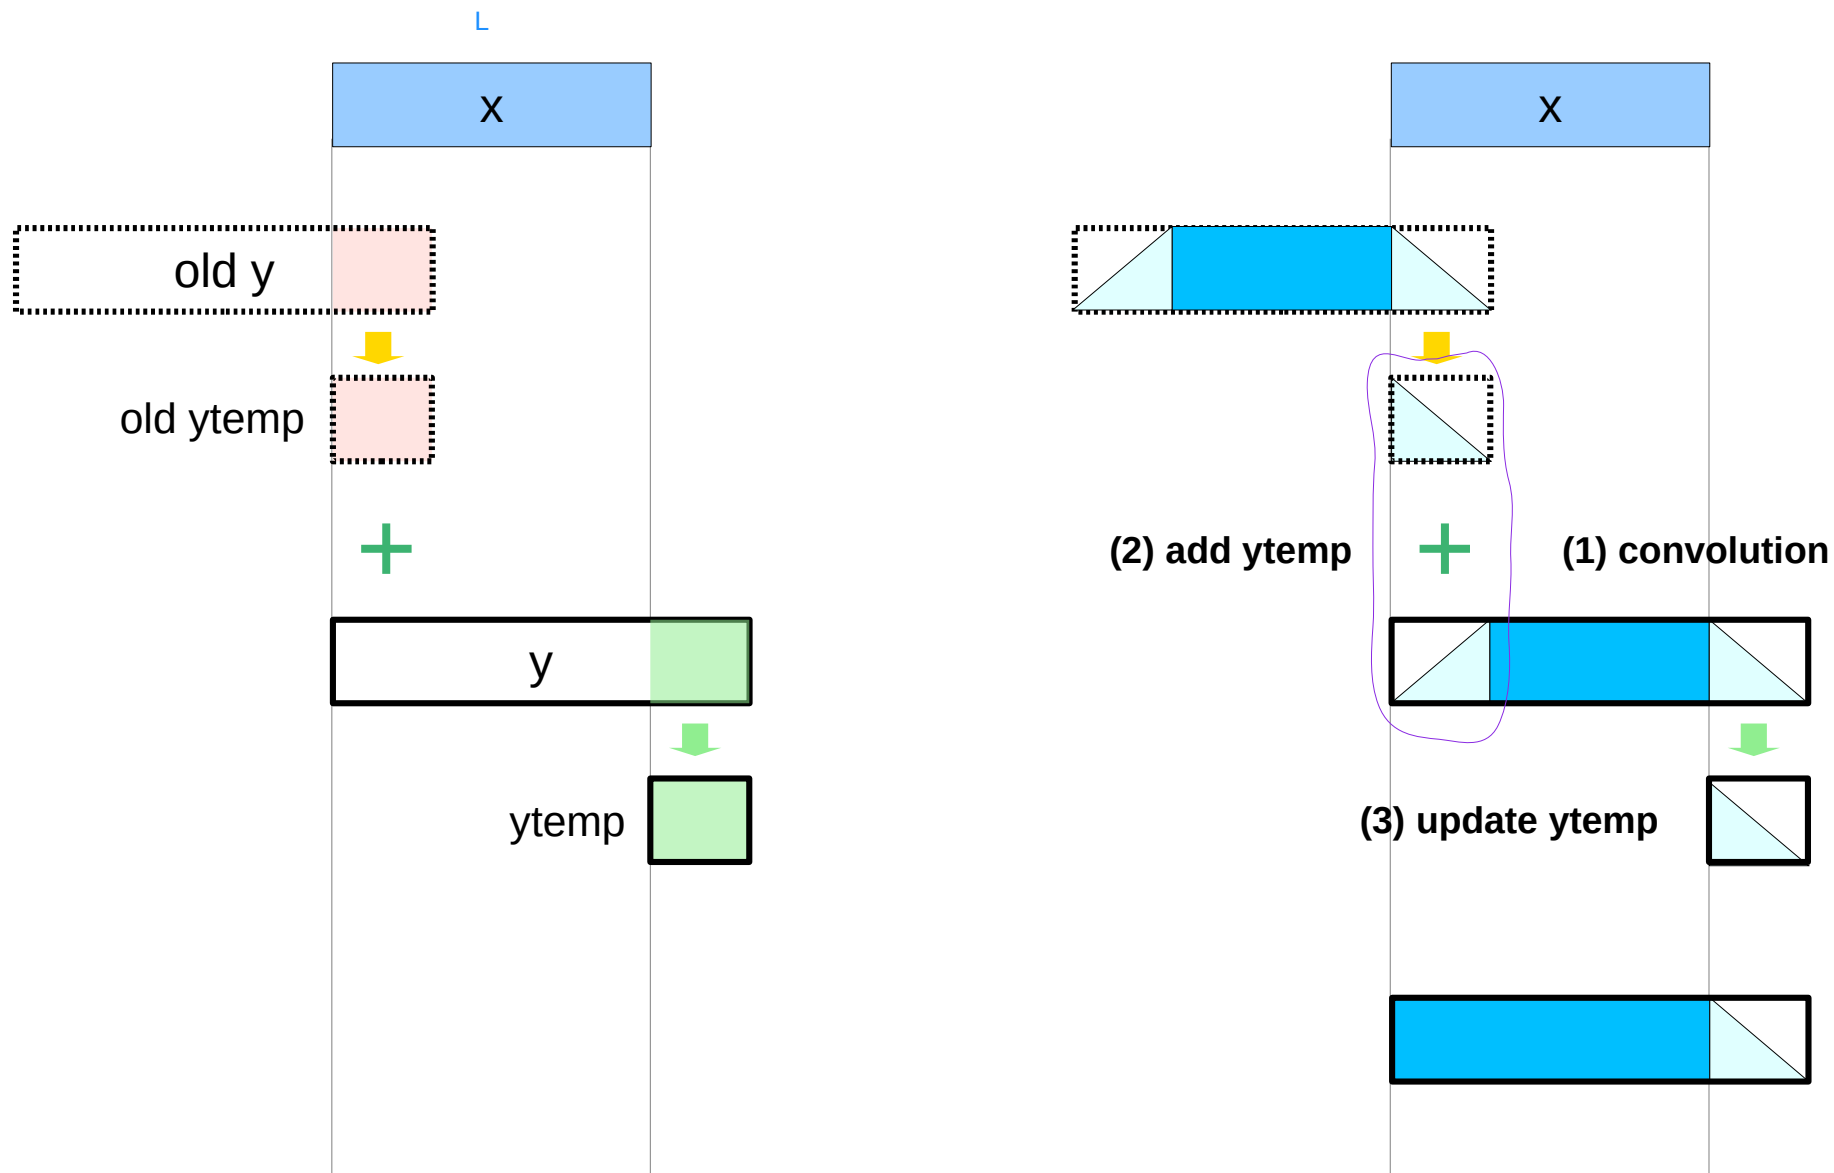 L
x
x
old y
old ytemp
(2) add ytemp
(1) convolution
y
ytemp
(3) update ytemp